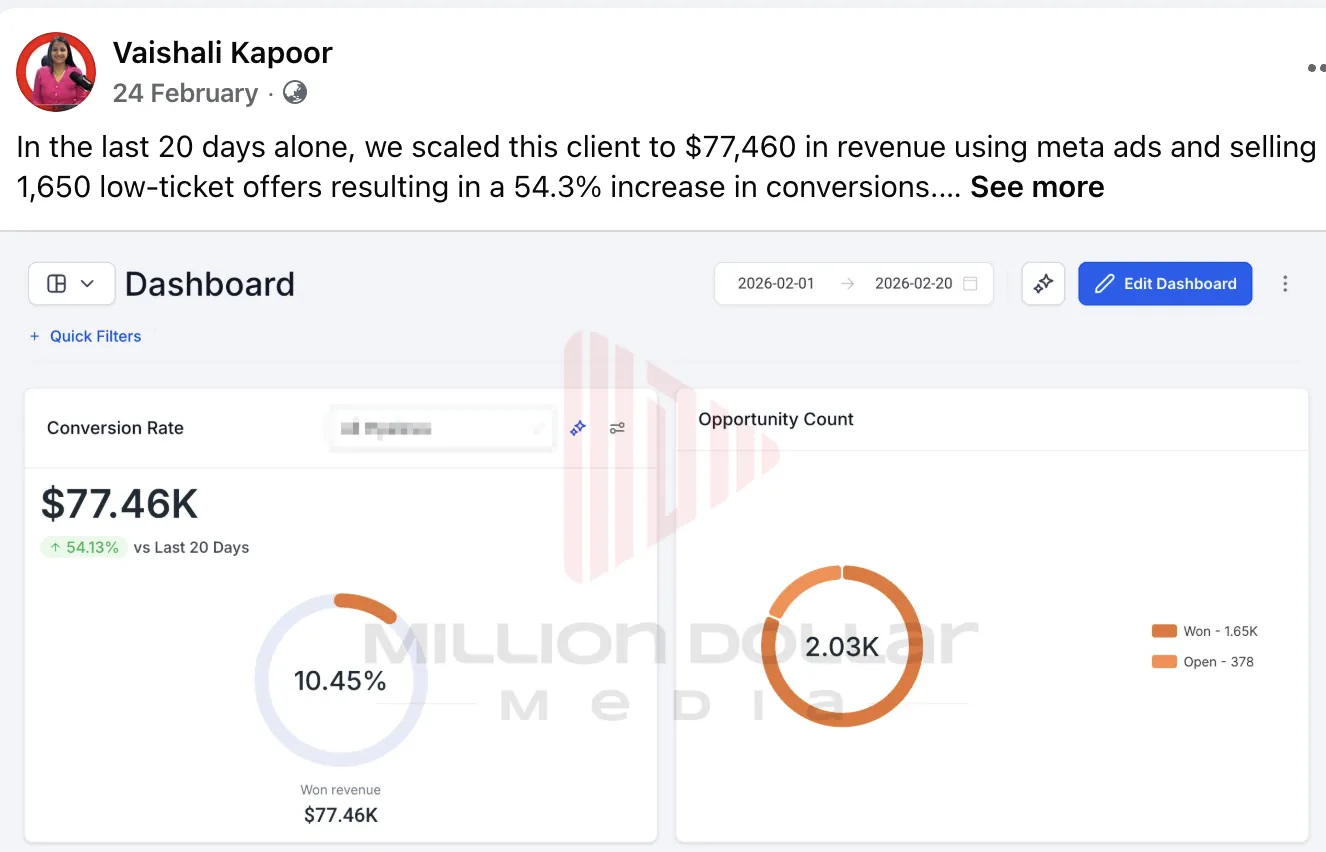 Vaishali Kapoor
24 February ·
In the last 20 days alone, we scaled this client to $77,460 in revenue using meta ads and selling
1,650 low-ticket offers resulting in a 54.3% increase in conversions.... See more
Dashboard
2026-02-01 → 2026-02-20
Edit Dashboard
+ Quick Filters
Conversion Rate
Opportunity Count
$77.46K
↑ 54.13% vs Last 20 Days
10.45%
Won revenue
$77.46K
2.03K
Won - 1.65K
Open - 378
MILLION DOLLAR
MEDIA